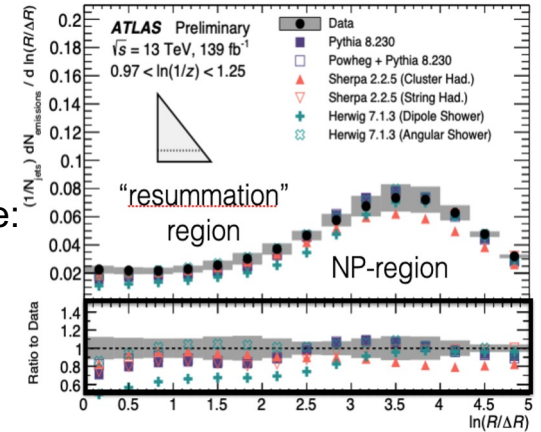 e:
(1/N_jets) dN_emissions / d ln(R/ΔR)
0.2
0.18
0.16
0.14
0.12
0.1
0.08
0.06
0.04
0.02
ATLAS Preliminary
√s = 13 TeV, 139 fb⁻¹
0.97 < ln(1/z) < 1.25
Data
Pythia 8.230
Powheg + Pythia 8.230
Sherpa 2.2.5 (Cluster Had.)
Sherpa 2.2.5 (String Had.)
Herwig 7.1.3 (Dipole Shower)
Herwig 7.1.3 (Angular Shower)
“resummation”
region
NP-region
Ratio to Data
1.4
1.2
1
0.8
0.6
0 0.5 1 1.5 2 2.5 3 3.5 4 4.5 5
ln(R/ΔR)